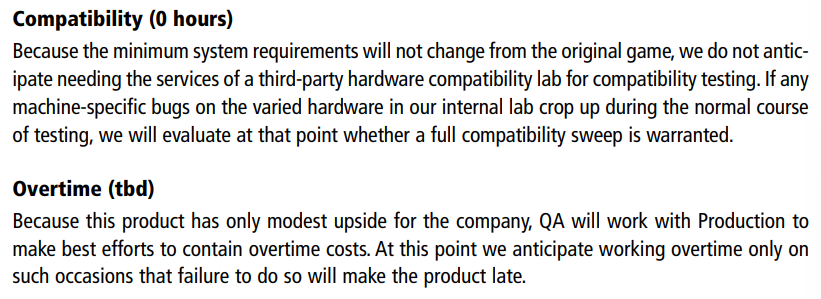 Compatibility (0 hours)
Because the minimum system requirements will not change from the original game, we do not antic-
ipate needing the services of a third-party hardware compatibility lab for compatibility testing. If any
machine-specific bugs on the varied hardware in our internal lab crop up during the normal course
of testing, we will evaluate at that point whether a full compatibility sweep is warranted.
Overtime (tbd)
Because this product has only modest upside for the company, QA will work with Production to
make best efforts to contain overtime costs. At this point we anticipate working overtime only on
such occasions that failure to do so will make the product late.